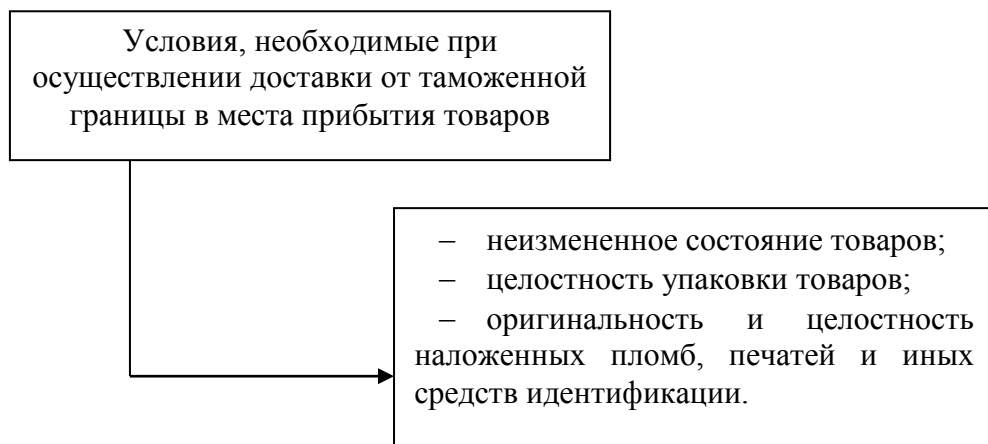 Условия, необходимые при
осуществлении доставки от таможенной
границы в места прибытия товаров
– неизмененное состояние товаров;
– целостность упаковки товаров;
– оригинальность и целостность
наложенных пломб, печатей и иных
средств идентификации.